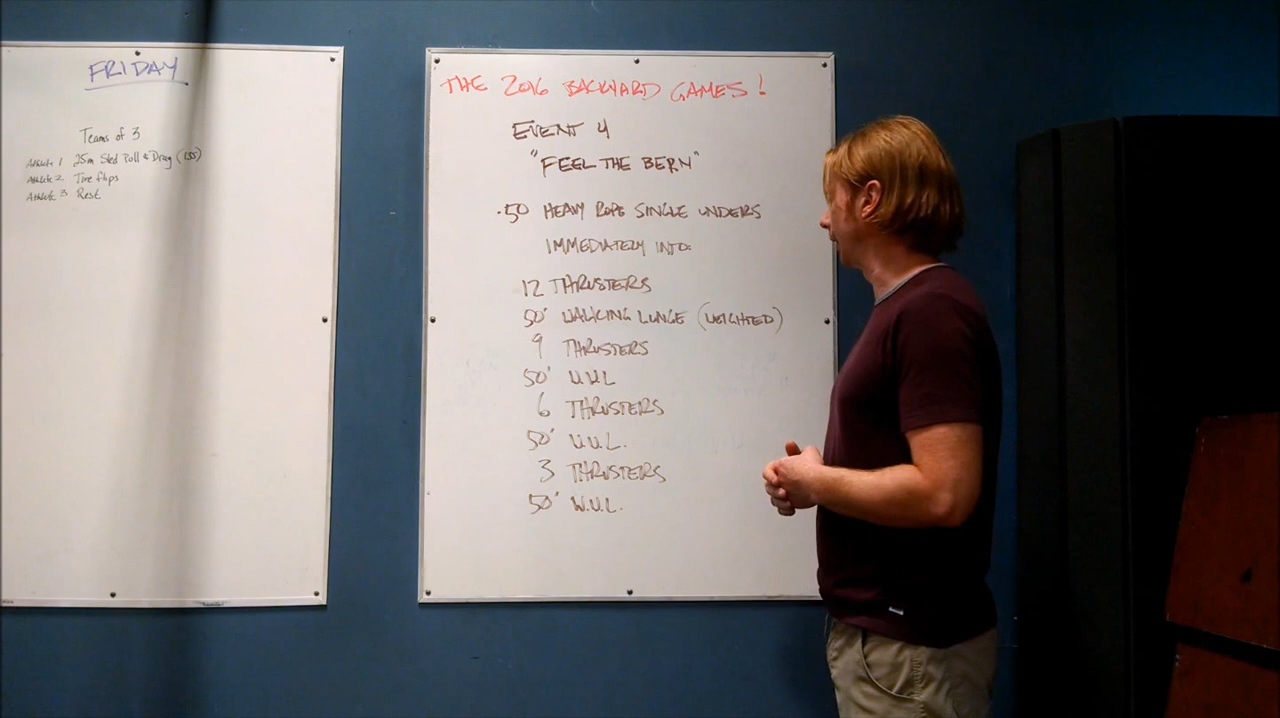 FRIDAY
Teams of 3
Athlete 1 25m Sled Pull & Drag (155)
Athlete 2 Tire flips
Athlete 3 Rest
THE 2016 BACKYARD GAMES!
EVENT 4
"FEEL THE BERN"
.50 HEAVY ROPE SINGLE UNDERS
IMMEDIATELY INTO:
12 THRUSTERS
50' WALKING LUNGE (WEIGHTED)
9 THRUSTERS
50' W.W.L
6 THRUSTERS
50' W.W.L.
3 THRUSTERS
50' W.W.L.